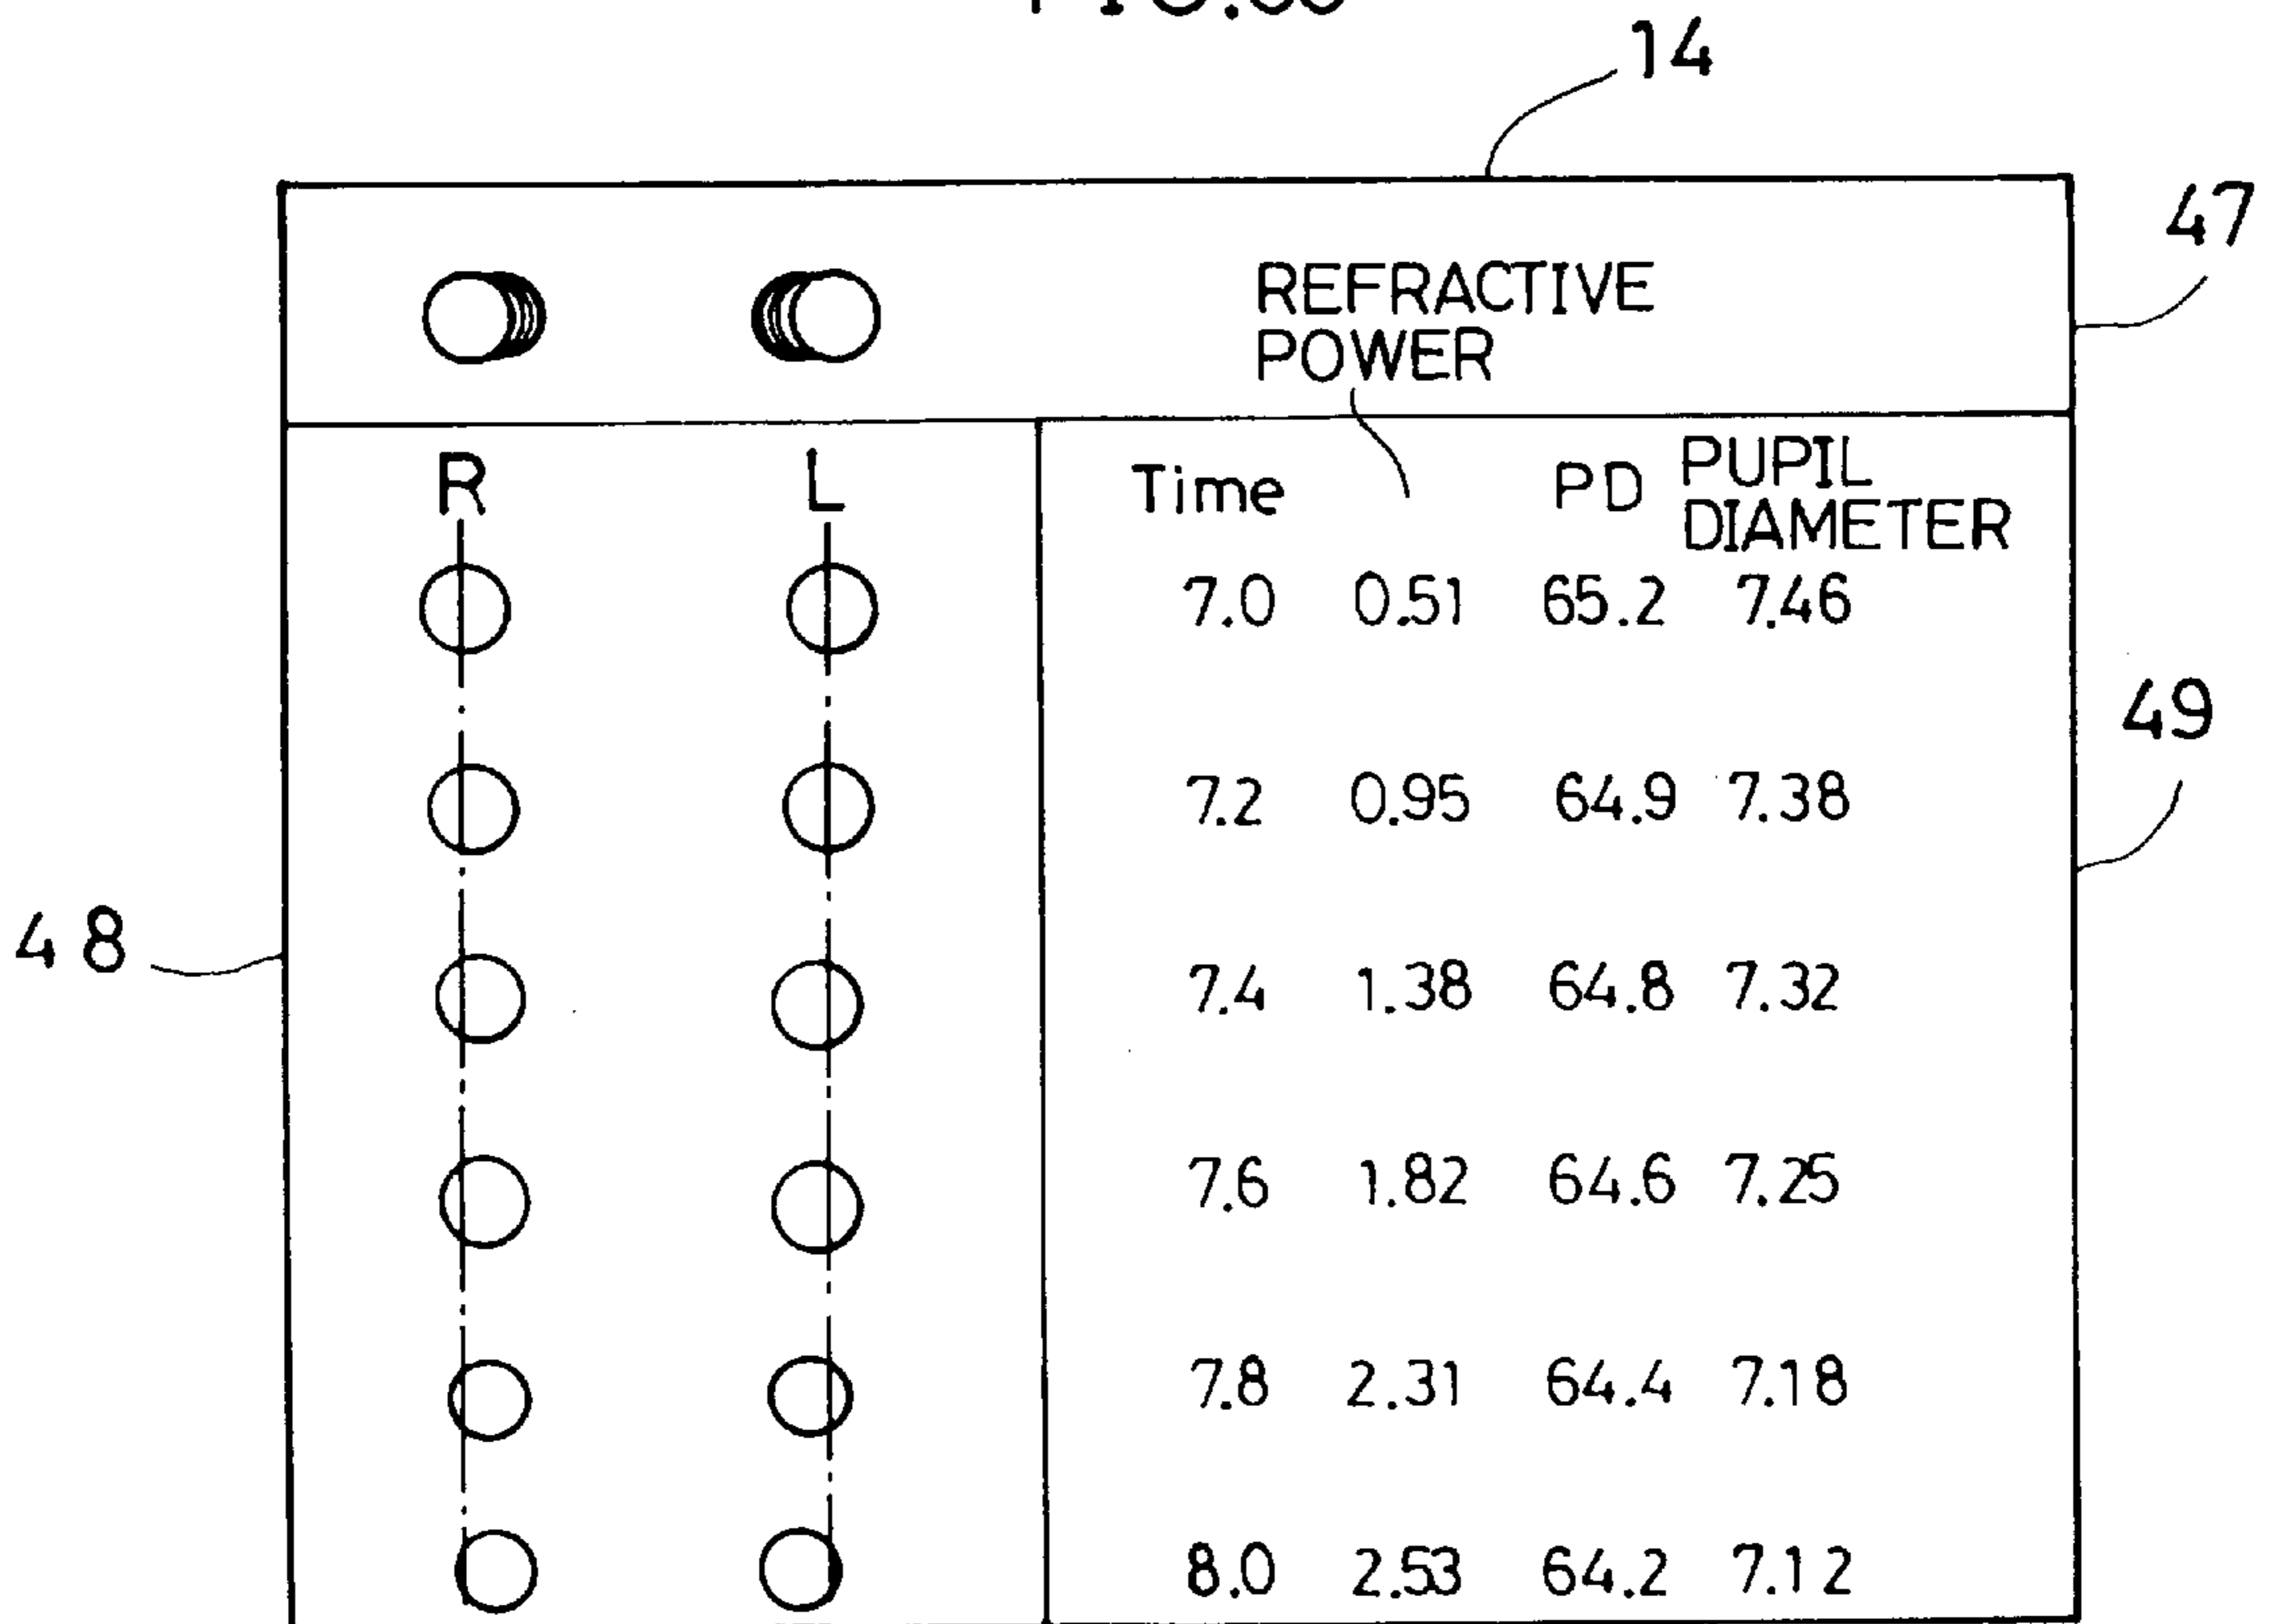 14
47
REFRACTIVE
POWER
R L Time PD PUPIL
DIAMETER
7.0 0.51 65.2 7.46
49
7.2 0.95 64.9 7.38
48
7.4 1.38 64.8 7.32
7.6 1.82 64.6 7.25
7.8 2.31 64.4 7.18
8.0 2.53 64.2 7.12